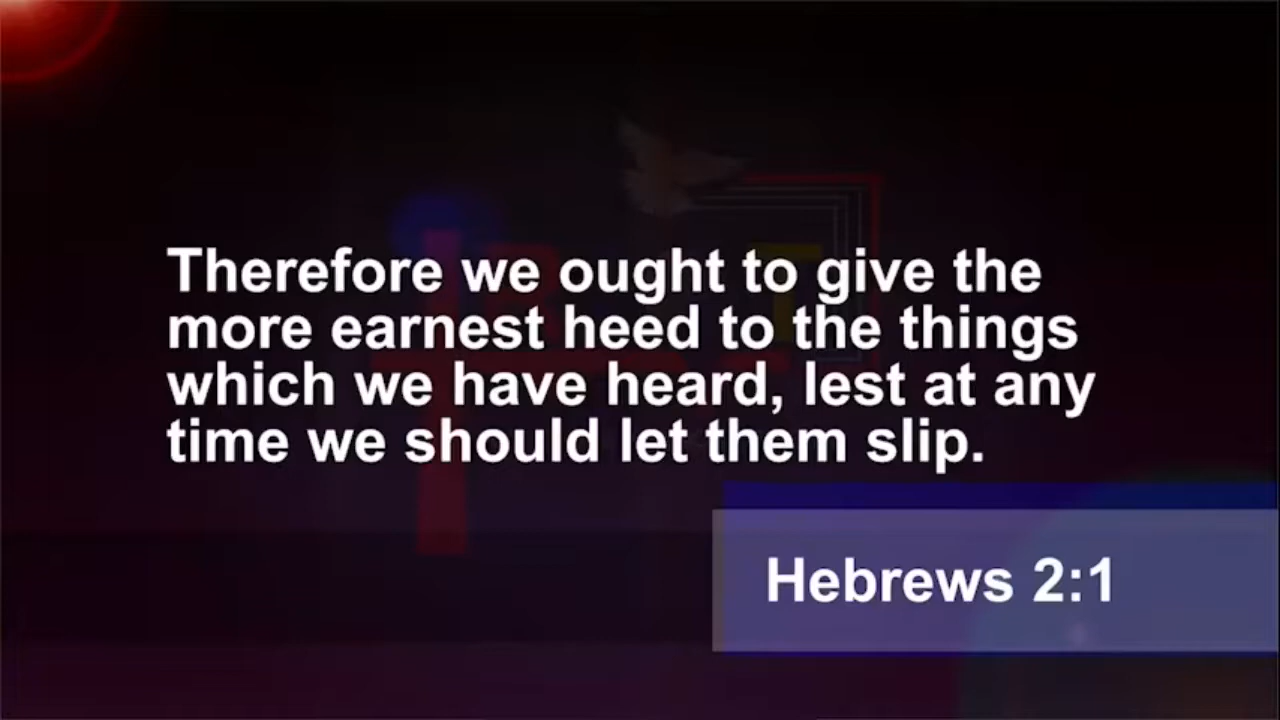 Therefore we ought to give the
more earnest heed to the things
which we have heard, lest at any
time we should let them slip.
Hebrews 2:1